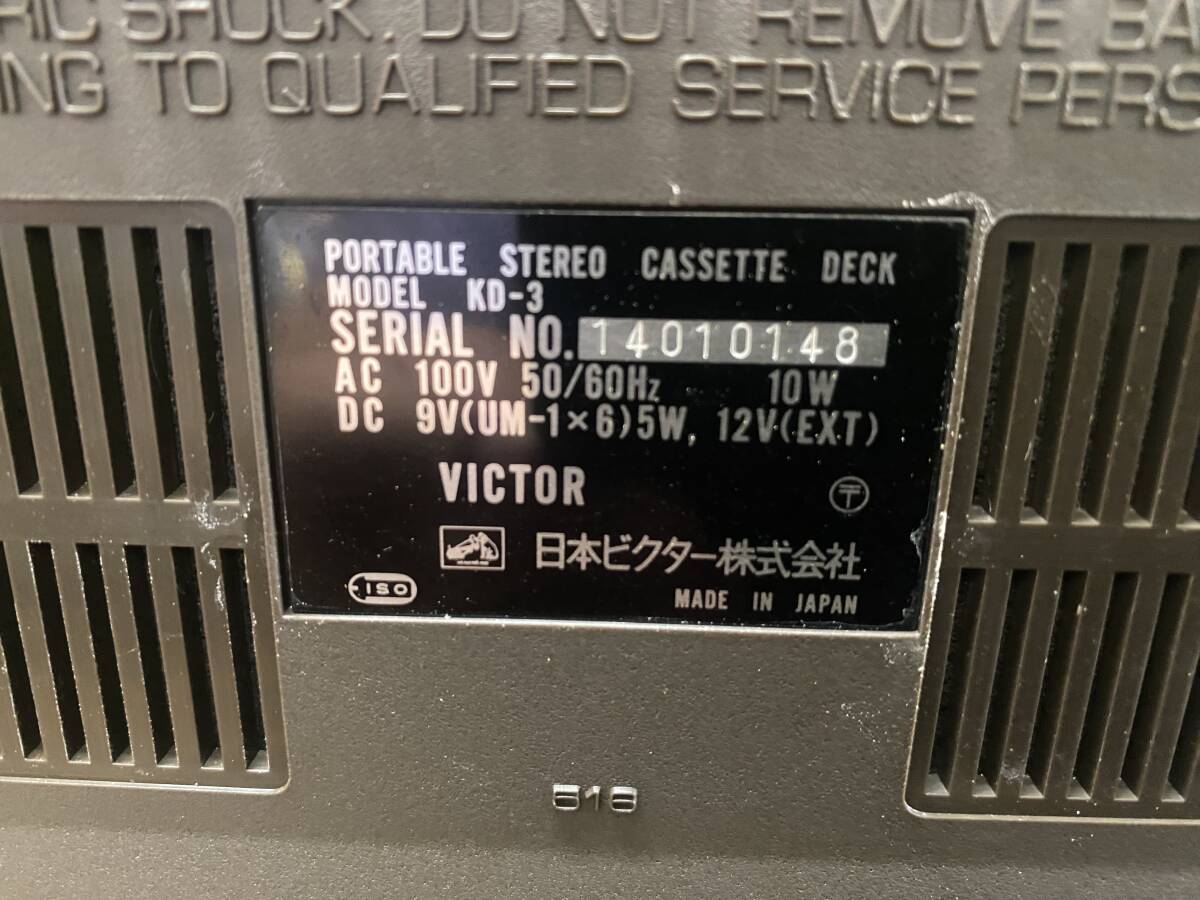 RIC SHOCK. DO NOT REMOVE BA
ING TO QUALIFIED SERVICE PERS
PORTABLE STEREO CASSETTE DECK
MODEL KD-3
SERIAL NO. 14010148
AC 100V 50/60Hz 10W
DC 9V(UM-1×6)5W, 12V(EXT)
VICTOR
〒
日本ビクター株式会社
ISO
MADE IN JAPAN